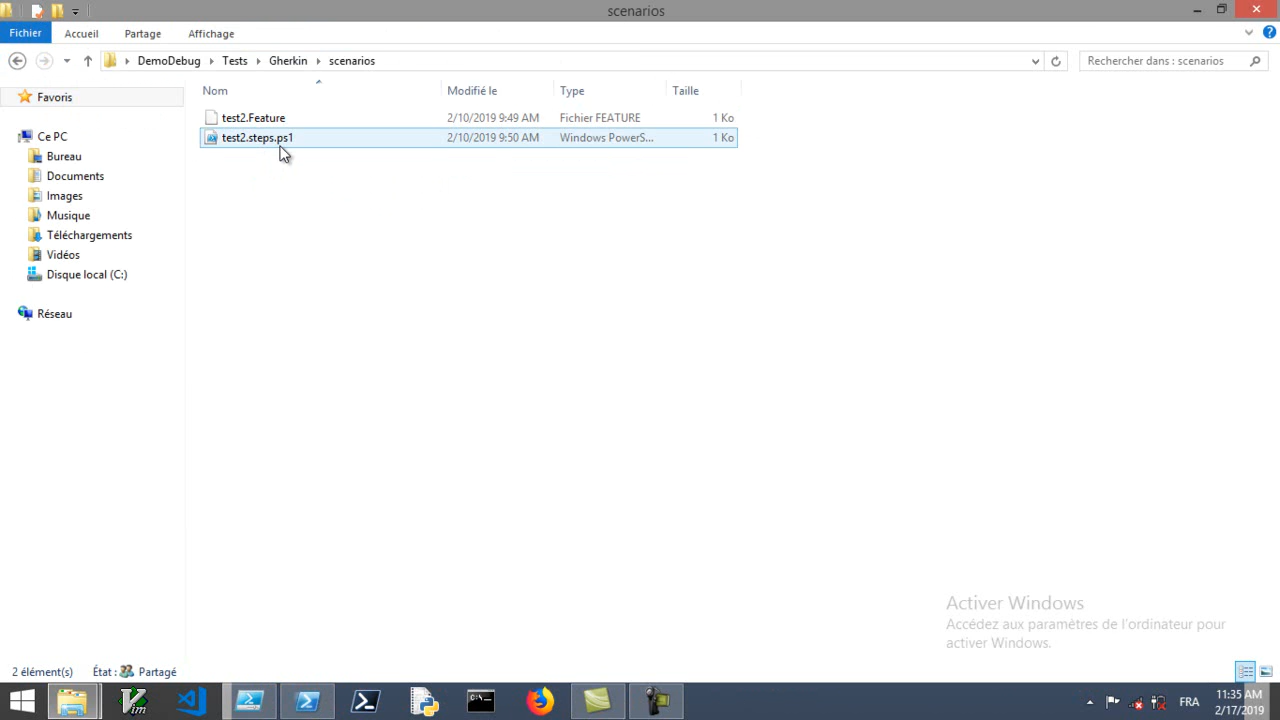 scenarios
Fichier Accueil Partage Affichage
DemoDebug Tests Gherkin scenarios
Rechercher dans : scenarios
Nom Modifié le Type Taille
test2.Feature 2/10/2019 9:49 AM Fichier FEATURE 1 Ko
test2.steps.ps1 2/10/2019 9:50 AM Windows PowerS... 1 Ko
Favoris
Ce PC
Bureau
Documents
Images
Musique
Téléchargements
Vidéos
Disque local (C:)
Réseau
Activer Windows
Accédez aux paramètres de l'ordinateur pour
activer Windows.
2 élément(s) État : Partagé
FRA
11:35 AM
2/17/2019